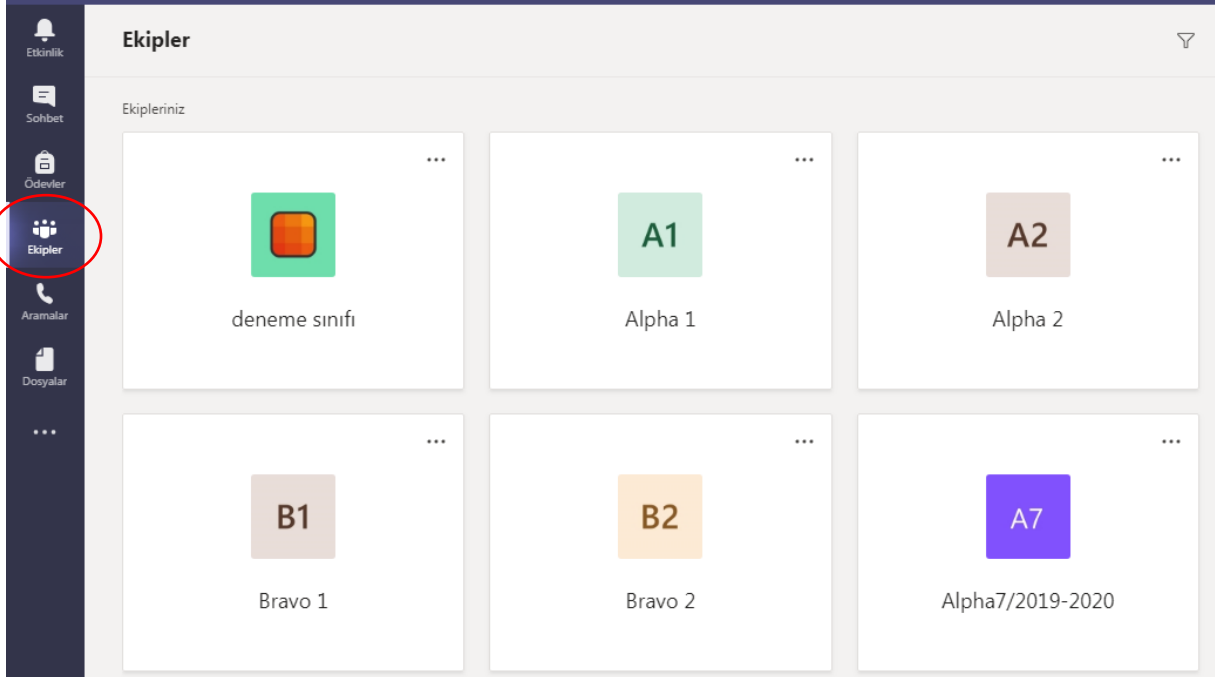 Etkinlik
Sohbet
Ödevler
Ekipler
Aramalar
Dosyalar
Ekipler
Ekipleriniz
deneme sınıfı
A1
Alpha 1
A2
Alpha 2
B1
Bravo 1
B2
Bravo 2
A7
Alpha7/2019-2020